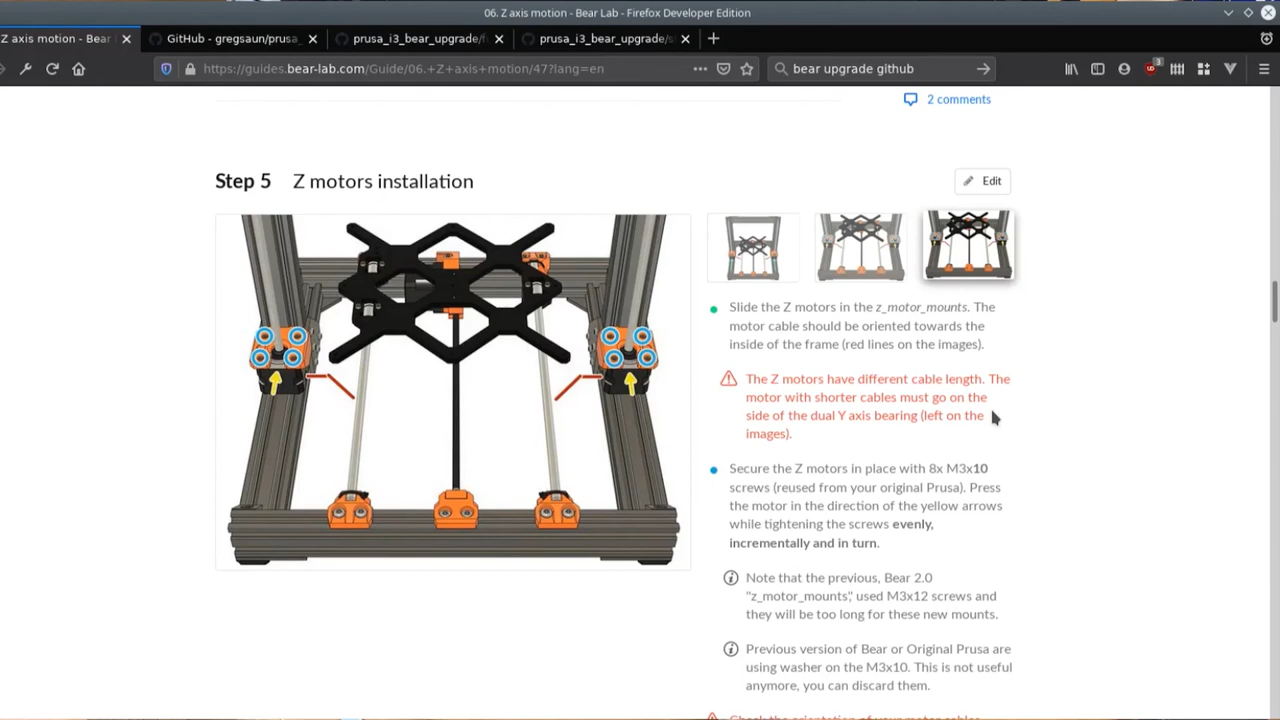 06. Z axis motion - Bear Lab - Firefox Developer Edition
Z axis motion - Bear
GitHub - gregsaun/prusa_
prusa_i3_bear_upgrade/f
prusa_i3_bear_upgrade/s
https://guides.bear-lab.com/Guide/06.+Z+axis+motion/47?lang=en
bear upgrade github
3
2 comments
Step 5 Z motors installation
Edit
Slide the Z motors in the z_motor_mounts. The
motor cable should be oriented towards the
inside of the frame (red lines on the images).
The Z motors have different cable length. The
motor with shorter cables must go on the
side of the dual Y axis bearing (left on the
images).
Secure the Z motors in place with 8x M3x10
screws (reused from your original Prusa). Press
the motor in the direction of the yellow arrows
while tightening the screws evenly,
incrementally and in turn.
Note that the previous, Bear 2.0
"z_motor_mounts", used M3x12 screws and
they will be too long for these new mounts.
Previous version of Bear or Original Prusa are
using washer on the M3x10. This is not useful
anymore, you can discard them.
Check the orientation of your motor cables